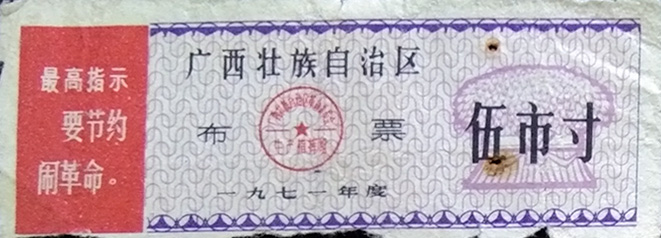 最高指示
要节约
闹革命。
广西壮族自治区
布票
伍市寸
一九七一年度